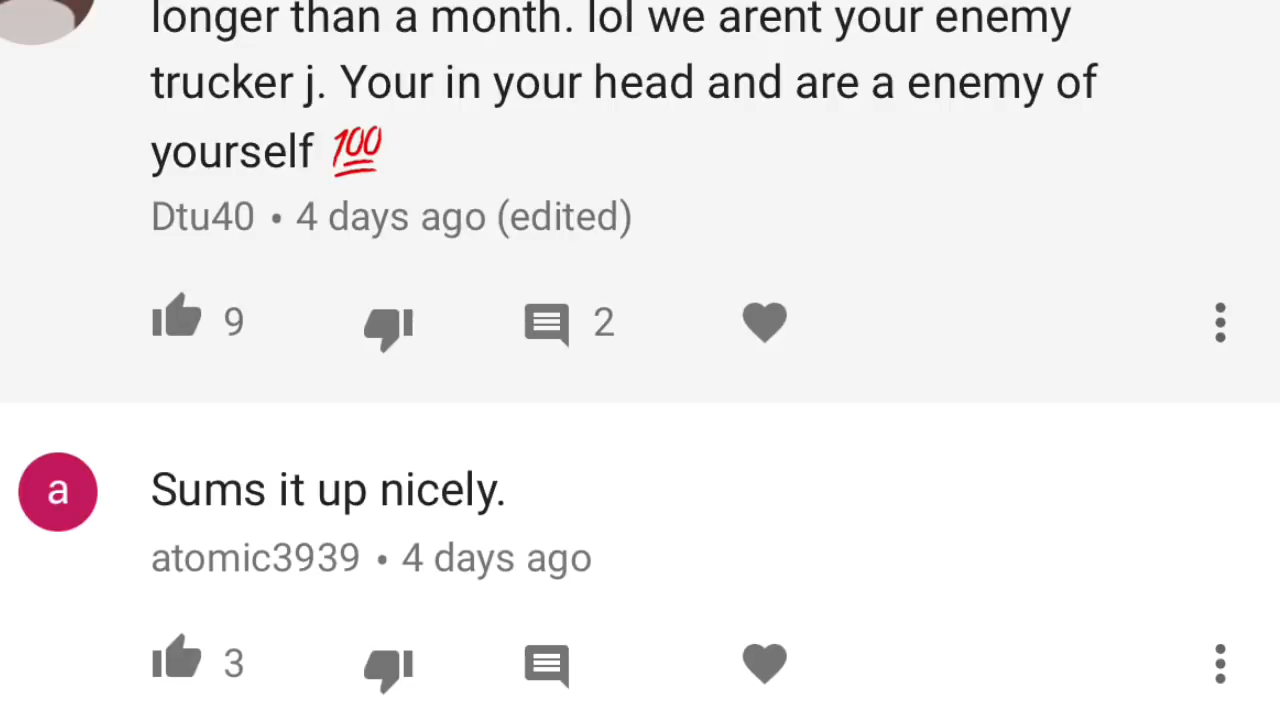 longer than a month. lol we arent your enemy
trucker j. Your in your head and are a enemy of
yourself 💯
Dtu40 • 4 days ago (edited)
9 2
a Sums it up nicely.
atomic3939 • 4 days ago
3